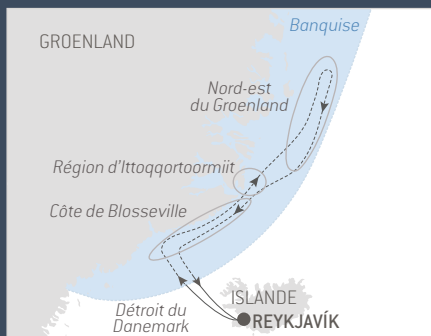 Banquise
GROENLAND
Nord-est
du Groenland
Région d'Ittoqqortoormiit
Côte de Blosseville
Détroit du
Danemark
ISLANDE
REYKJAVÍK